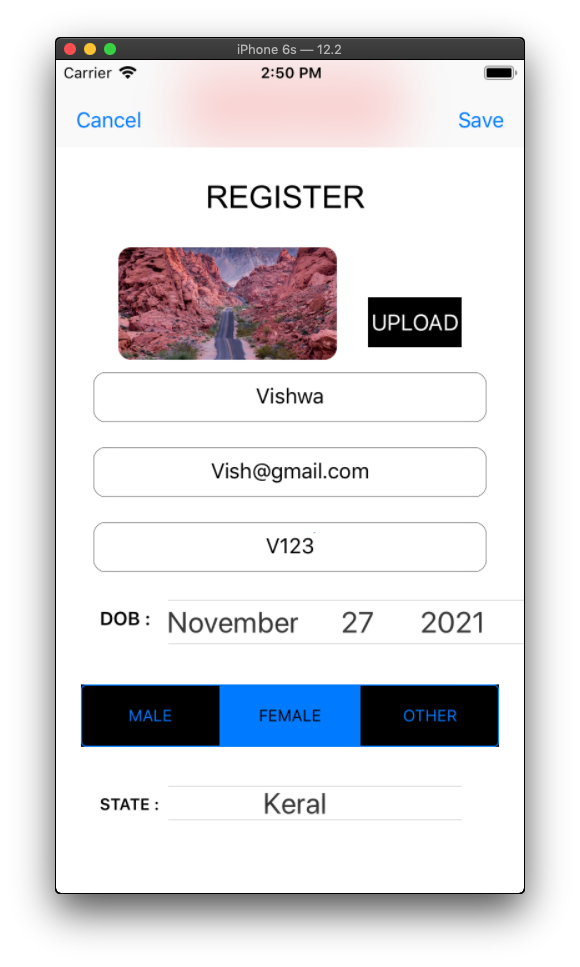 iPhone 6s — 12.2
Carrier 2:50 PM
Cancel Save
REGISTER
UPLOAD
Vishwa
Vish@gmail.com
V123
DOB : November 27 2021
MALE FEMALE OTHER
STATE : Keral